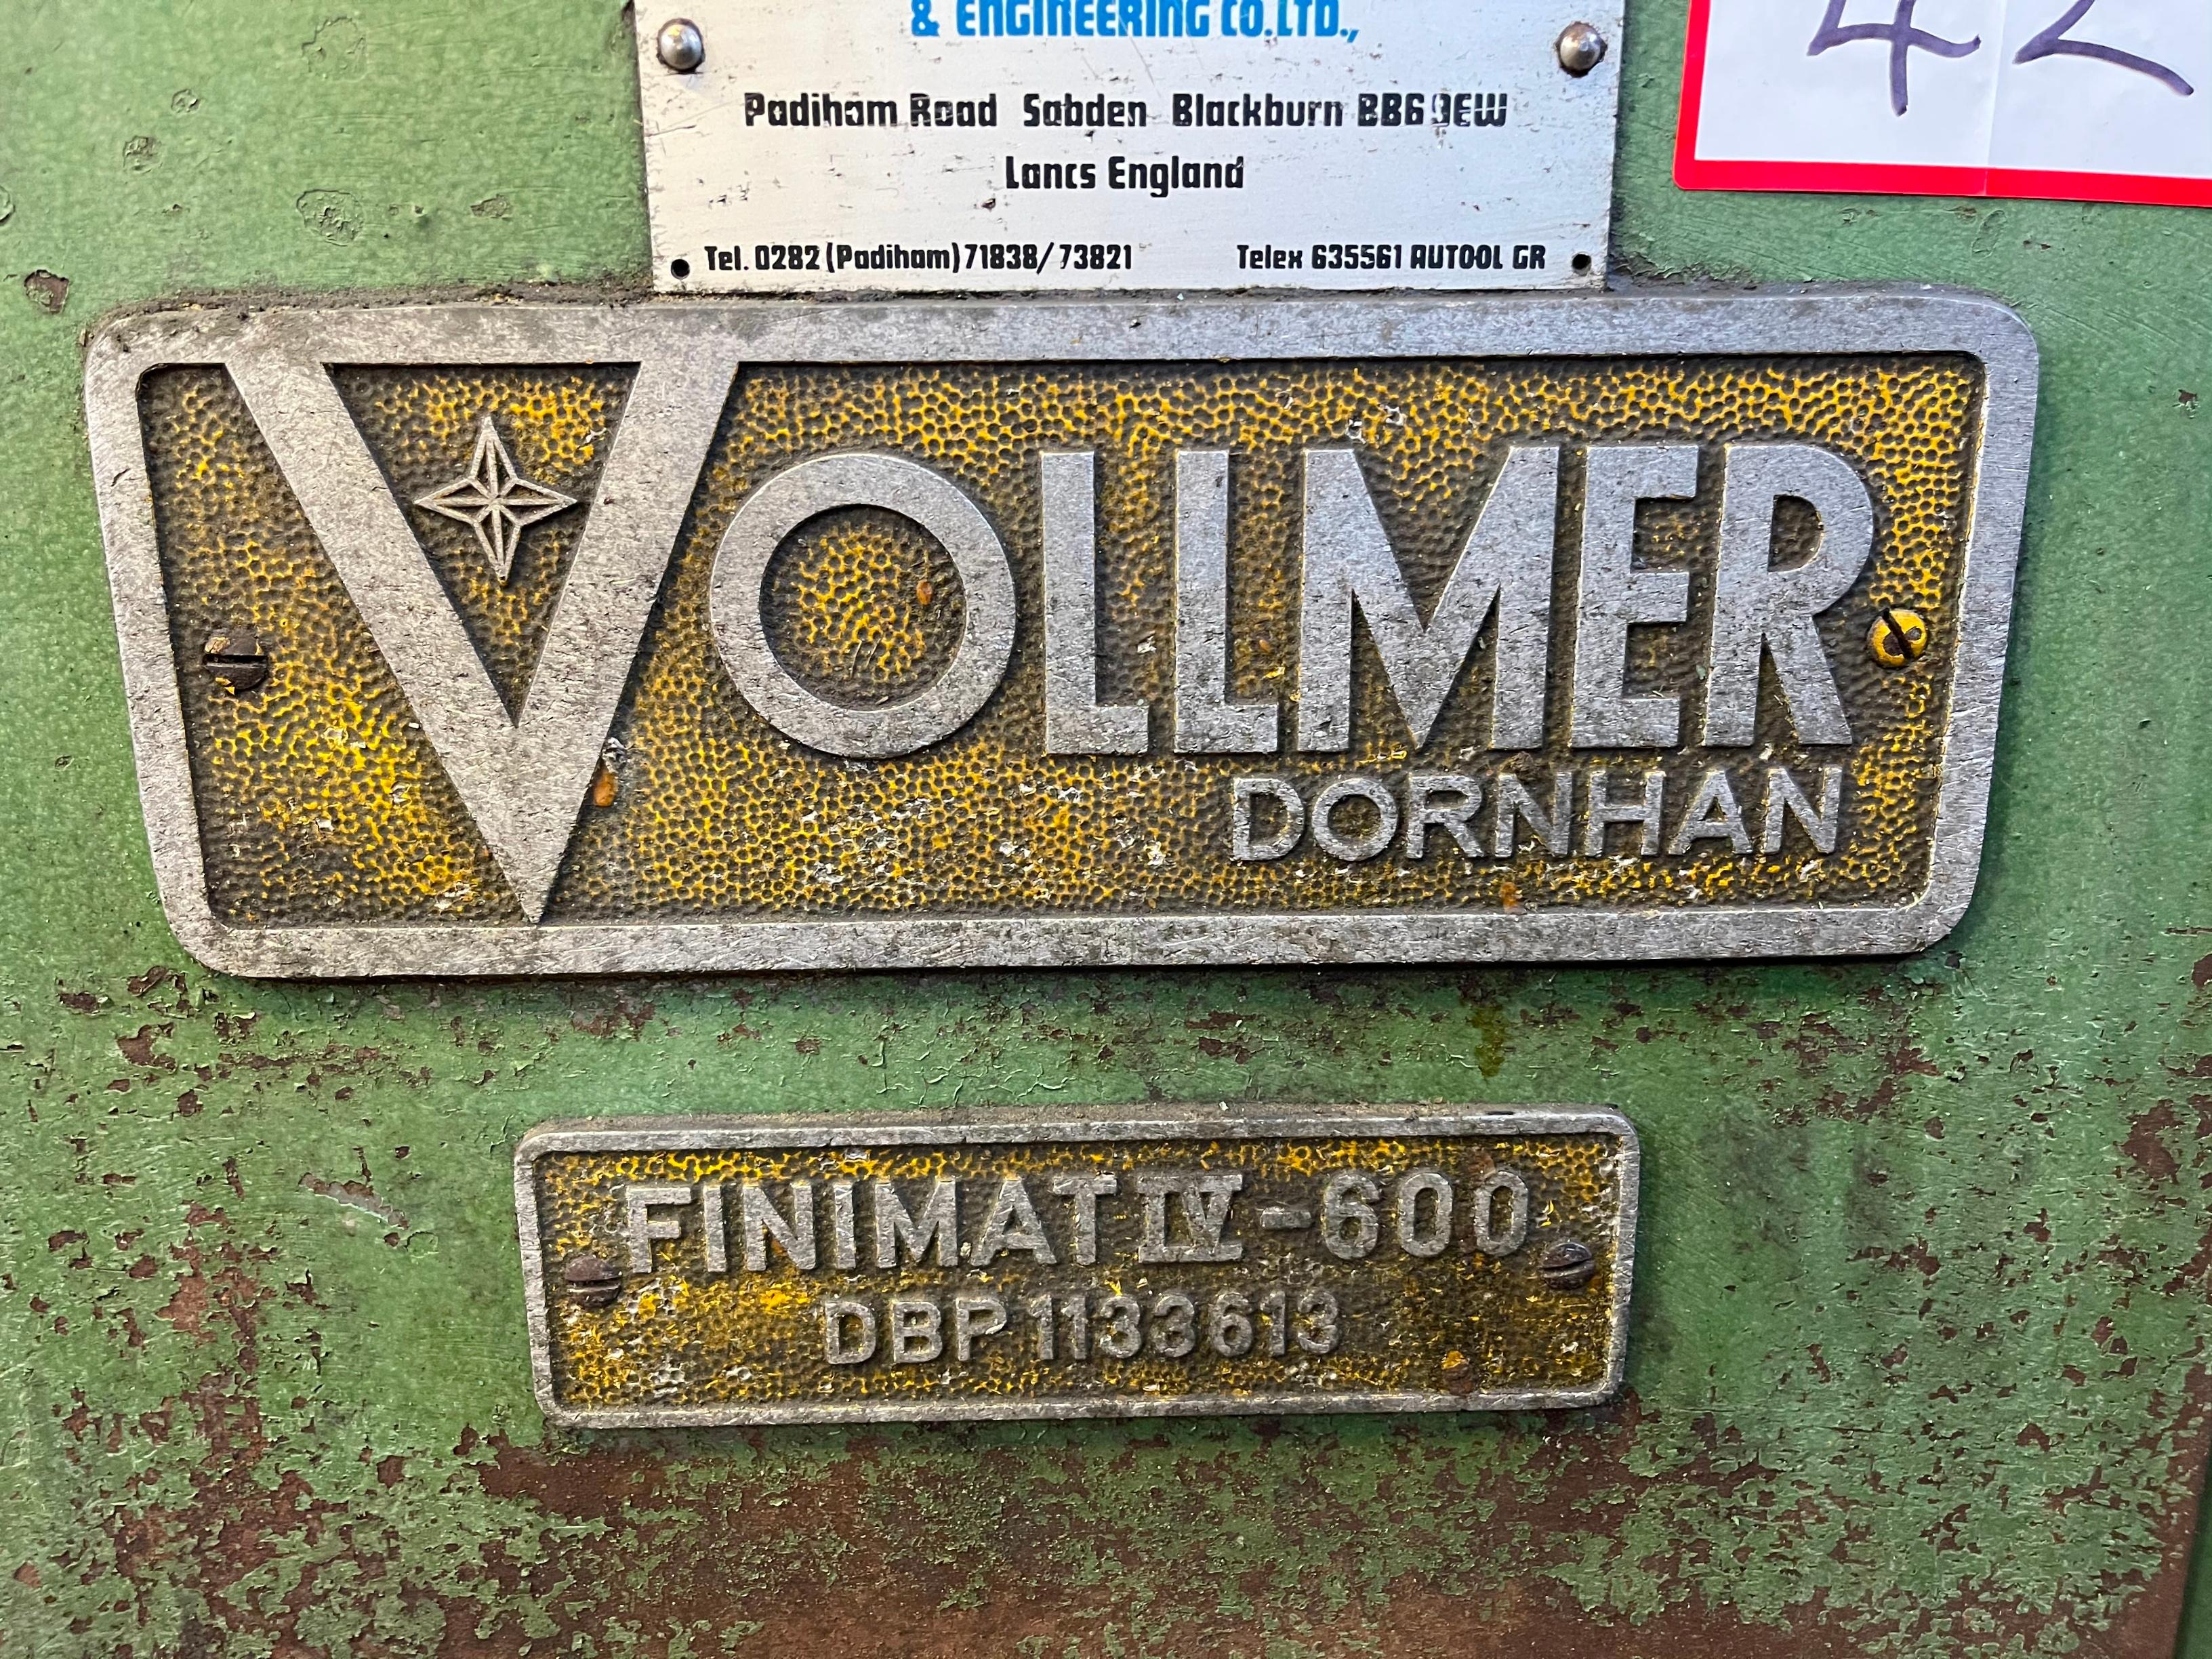 & ENGINEERING CO.LTD.,
42
Padiham Road Sabden Blackburn BB6 9EW
Lancs England
Tel. 0282 (Padiham) 71838/73821 Telex 635561 AUTOOL GR
VOLLMER
DORNHAN
FINIMAT IV-600
DBP 1133613